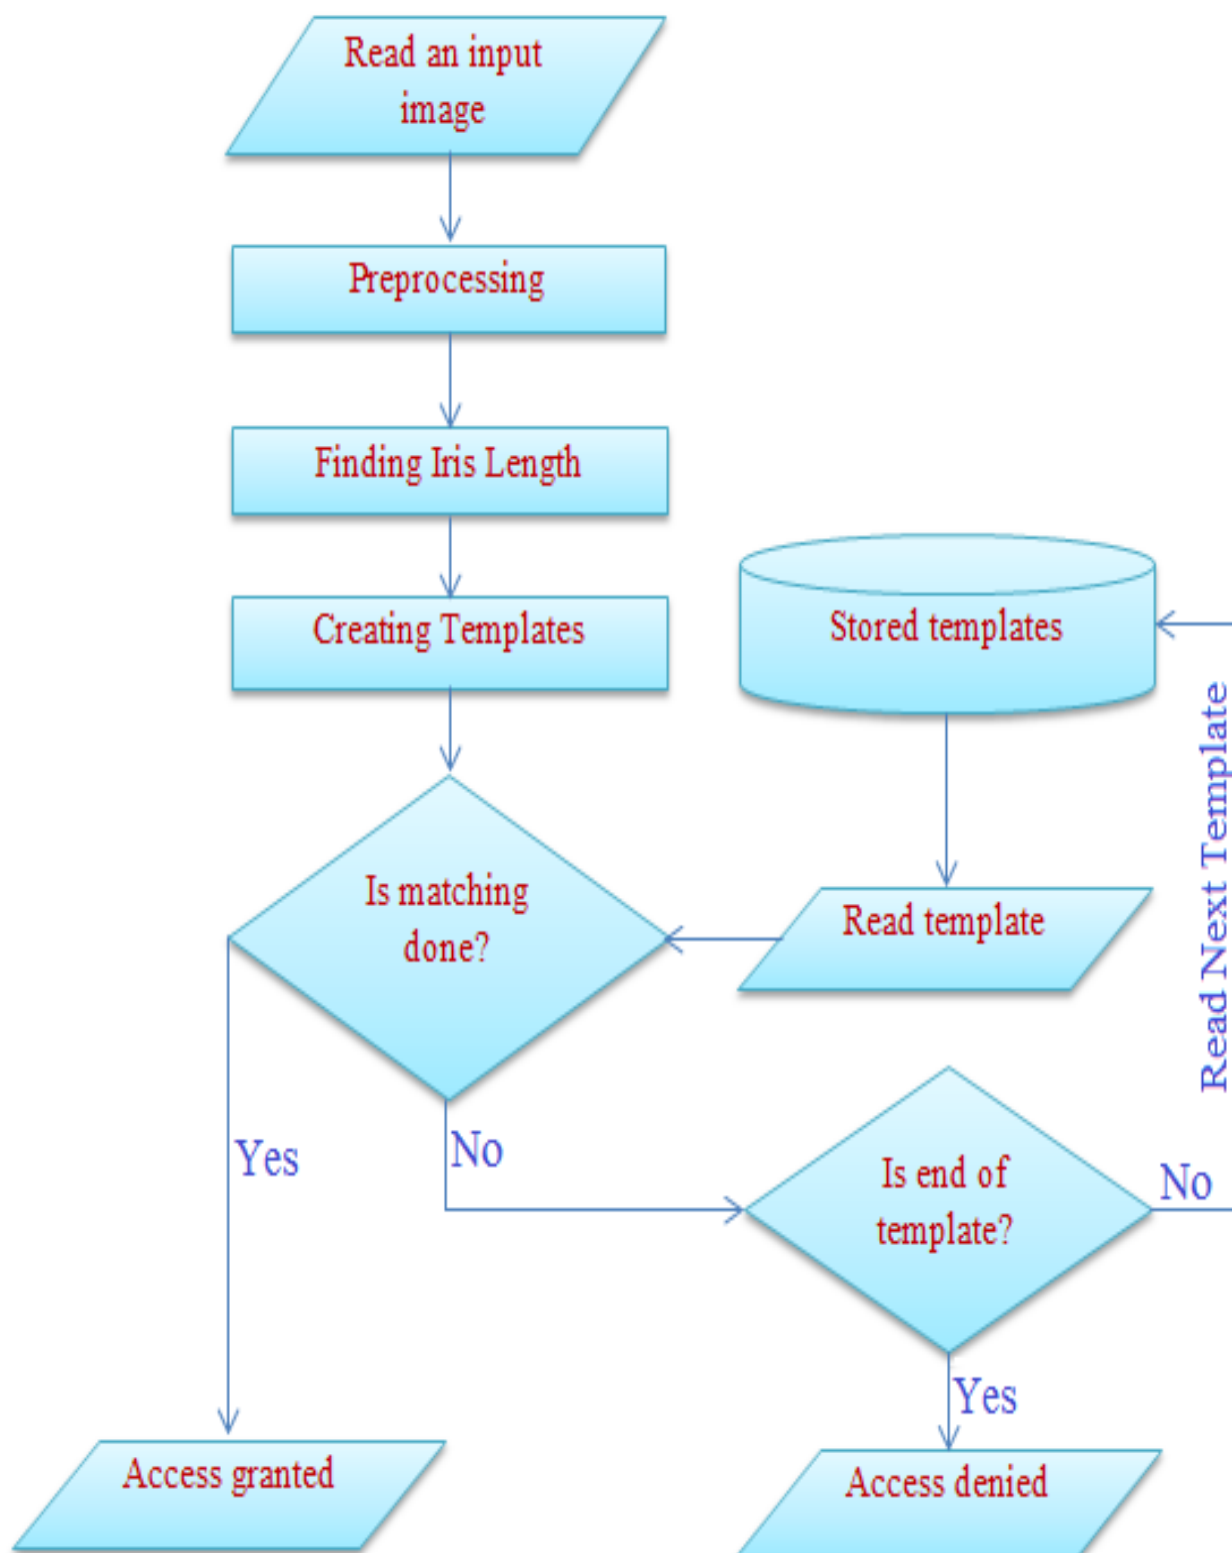 Read an input
image
Preprocessing
Finding Iris Length
Creating Templates
Stored templates
Is matching
done?
Read template
Read Next Template
Yes
No
Is end of
template?
No
Yes
Access granted
Access denied